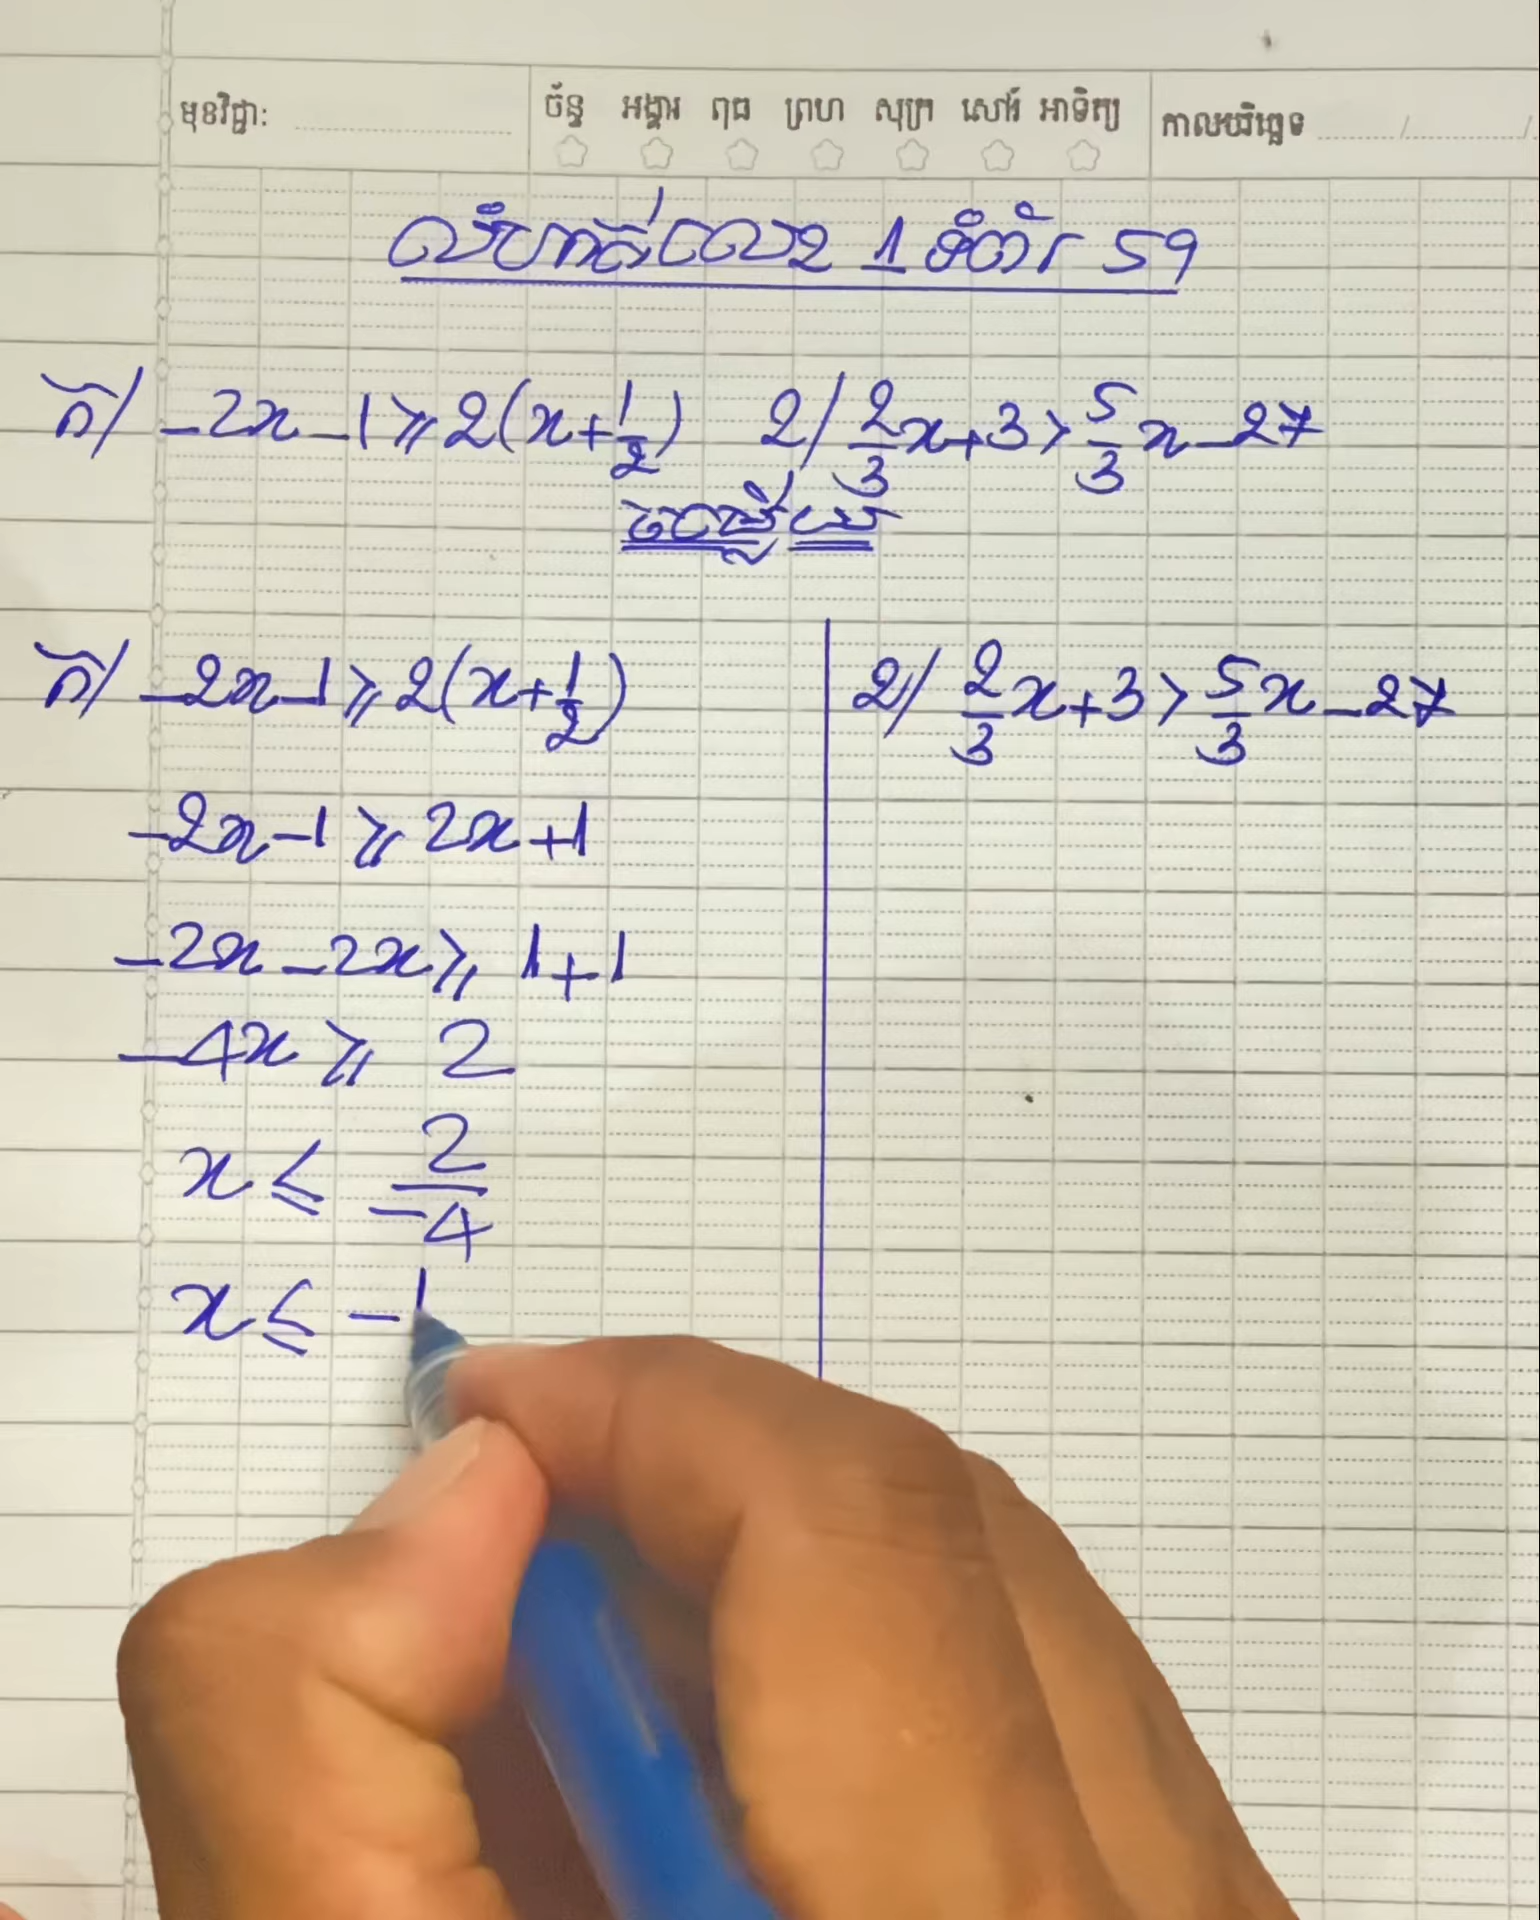 មុខវិជ្ជា: ច័ន្ទ អង្គារ ពុធ ព្រហ សុក្រ សៅរ៍ អាទិត្យ កាលបរិច្ឆេទ / /
លំហាត់លេខ 1 ទំព័រ 59
ក/ -2x-1⩾2(x+1/2) ខ/ 2/3x+3>5/3x-27
ចម្លើយ
ក/ -2x-1⩾2(x+1/2)
-2x-1⩾2x+1
-2x-2x⩾1+1
-4x⩾2
x≤2/-4
x≤-1
ខ/ 2/3x+3>5/3x-27